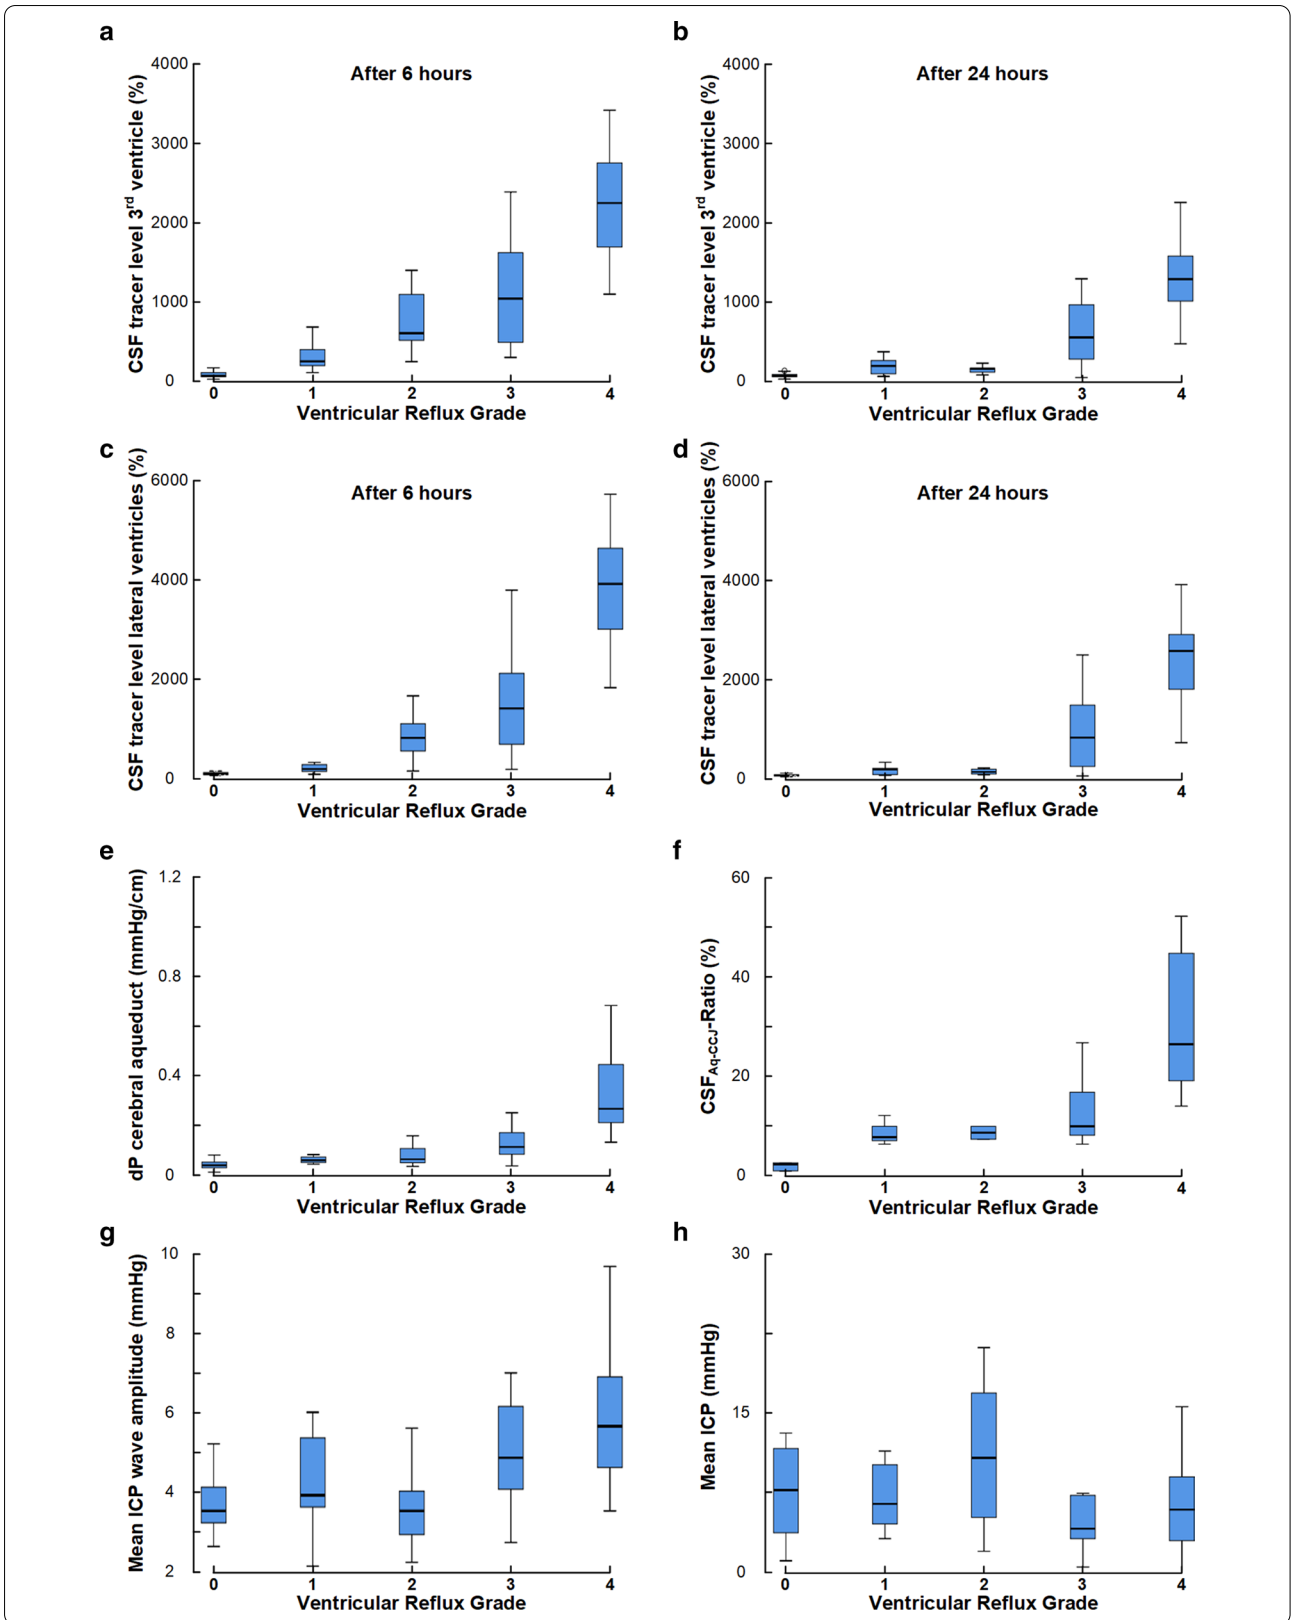 a
After 6 hours
CSF tracer level 3rd ventricle (%)
4000
3000
2000
1000
0
0 1 2 3 4
Ventricular Reflux Grade
b
After 24 hours
CSF tracer level 3rd ventricle (%)
4000
3000
2000
1000
0
0 1 2 3 4
Ventricular Reflux Grade
c
After 6 hours
CSF tracer level lateral ventricles (%)
6000
4000
2000
0
0 1 2 3 4
Ventricular Reflux Grade
d
After 24 hours
CSF tracer level lateral ventricles (%)
6000
4000
2000
0
0 1 2 3 4
Ventricular Reflux Grade
e
dP cerebral aqueduct (mmHg/cm)
1.2
0.8
0.4
0
0 1 2 3 4
Ventricular Reflux Grade
f
CSFAq-CCJ-Ratio (%)
60
40
20
0
0 1 2 3 4
Ventricular Reflux Grade
g
Mean ICP wave amplitude (mmHg)
10
8
6
4
2
0 1 2 3 4
Ventricular Reflux Grade
h
Mean ICP (mmHg)
30
15
0
0 1 2 3 4
Ventricular Reflux Grade